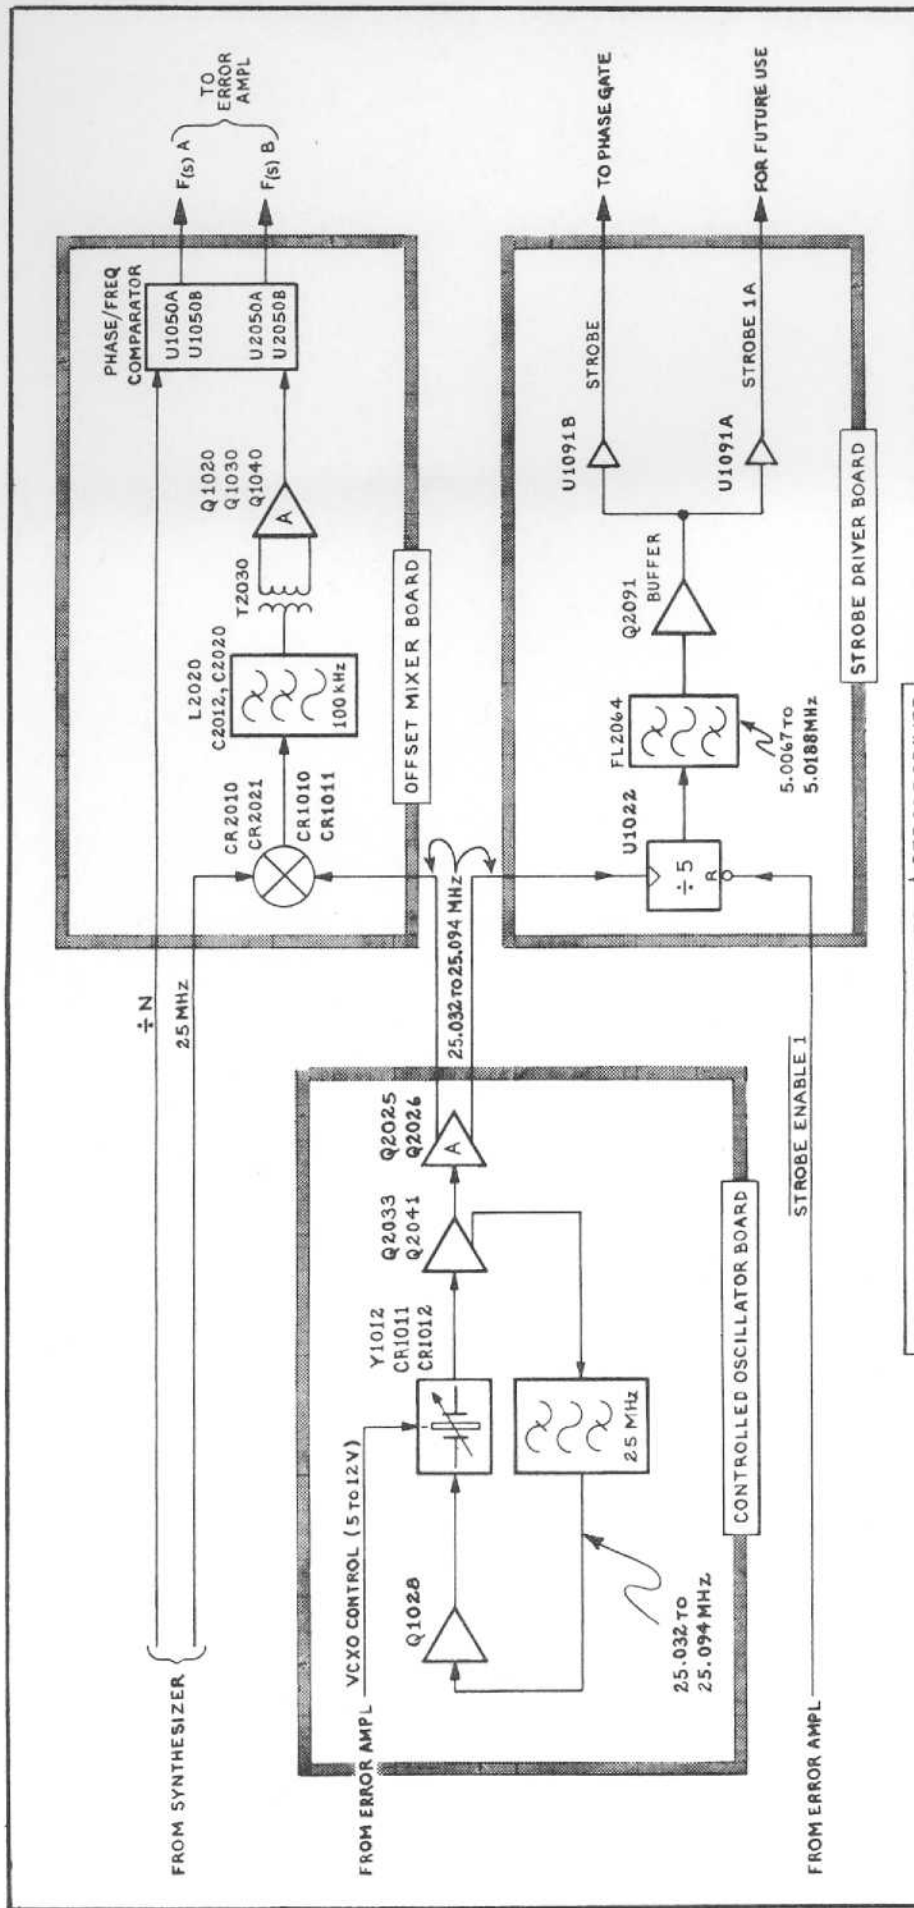 FROM SYNTHESIZER
÷ N
25 MHz
PHASE/FREQ
COMPARATOR
U1050A
U1050B
U2050A
U2050B
F(s) A
F(s) B
TO
ERROR
AMPL
CR2010
CR2021
CR1010
CR1011
L2020
C2012, C2020
100 kHz
T2030
Q1020
Q1030
Q1040
A
OFFSET MIXER BOARD
FROM ERROR AMPL
VCXO CONTROL (5 TO 12V)
Q1028
Y1012
CR1011
CR1012
Q2033
Q2041
Q2025
Q2026
A
25 MHz
25.032 TO
25.094 MHz
CONTROLLED OSCILLATOR BOARD
25.032 TO 25.094 MHz
FROM ERROR AMPL
STROBE ENABLE 1
U1022
÷ 5
R
FL2064
5.0067 TO
5.0188 MHz
Q2091
BUFFER
U1091B
STROBE
TO PHASE GATE
U1091A
STROBE 1A
FOR FUTURE USE
STROBE DRIVER BOARD